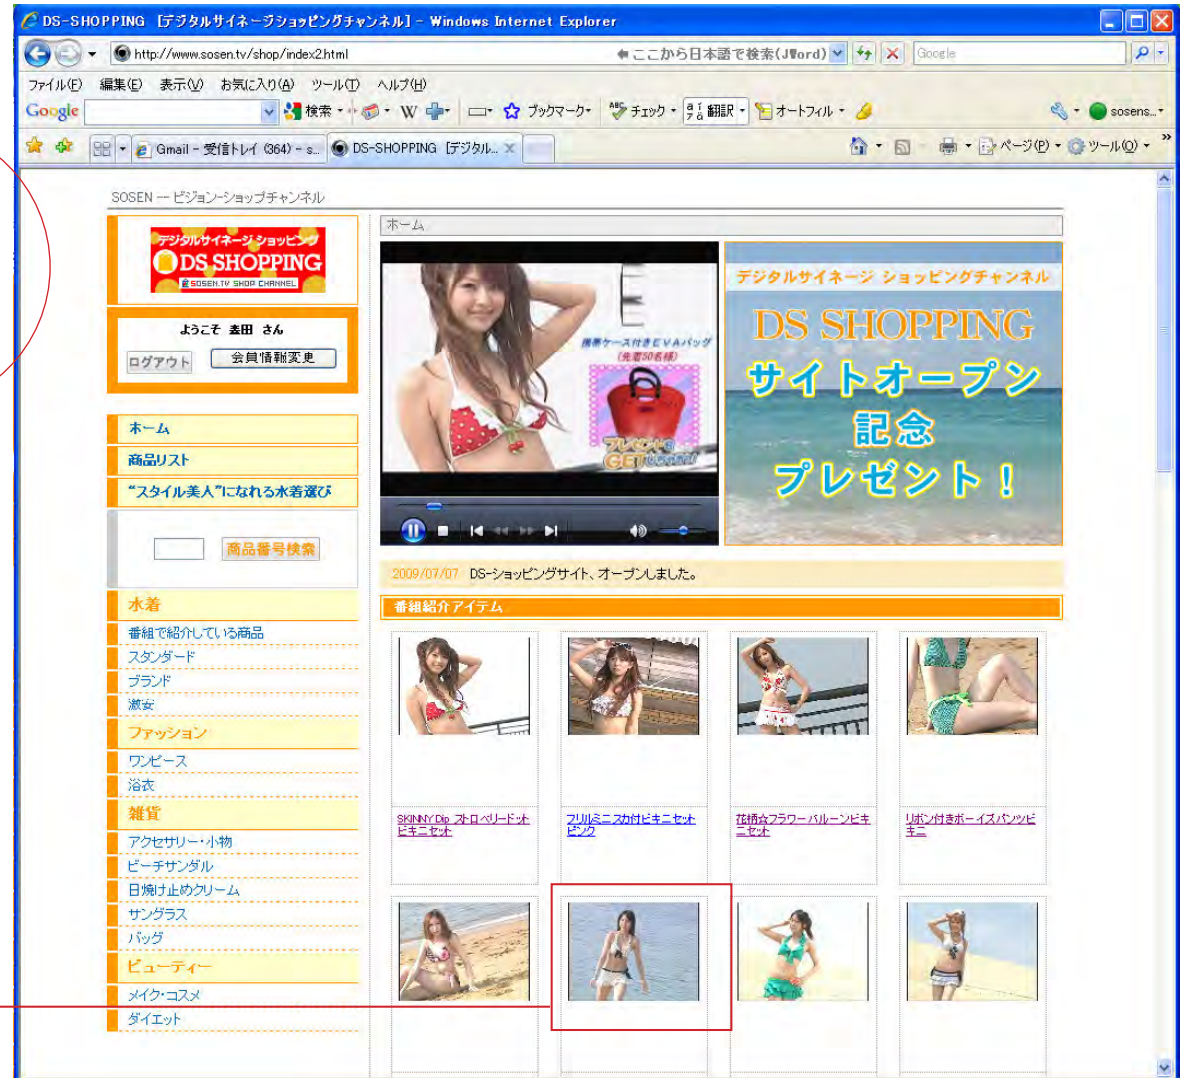 DS-SHOPPING [デジタルサイネージショッピングチャンネル] - Windows Internet Explorer
http://www.sosen.tv/shop/index2.html
ここから日本語で検索(JWord)
Google
ファイル(F) 編集(E) 表示(V) お気に入り(A) ツール(T) ヘルプ(H)
Google 検索 W ブックマーク チェック 翻訳 オートフィル sosens...
Gmail - 受信トレイ (364) - s... DS-SHOPPING [デジタル... ページ(P) ツール(O) »
SOSEN --- ビジョン-ショップチャンネル
デジタルサイネージ ショッピング
DS SHOPPING
SOSEN.TV SHOP CHANNEL
ようこそ 森田 さん
ログアウト 会員情報変更
ホーム
商品リスト
“スタイル美人”になれる水着選び
商品番号検索
水着
番組で紹介している商品
スタンダード
ブランド
激安
ファッション
ワンピース
浴衣
雑貨
アクセサリー・小物
ビーチサンダル
日焼け止めクリーム
サングラス
バッグ
ビューティー
メイク・コスメ
ダイエット
ホーム
携帯ケース付きEVAバッグ
(先着50名様)
プレゼントを
GETしちゃお!
デジタルサイネージ ショッピングチャンネル
DS SHOPPING
サイトオープン
記念
プレゼント!
2009/07/07 DS-ショッピングサイト、オープンしました。
番組紹介アイテム
SKINNY Dip ストロベリードット
ビキニセット
フリルミニスカ付ビキニセット
ピンク
花柄☆フラワーバルーンビキ
ニセット
リボン付きボーイズパンツビ
キニ